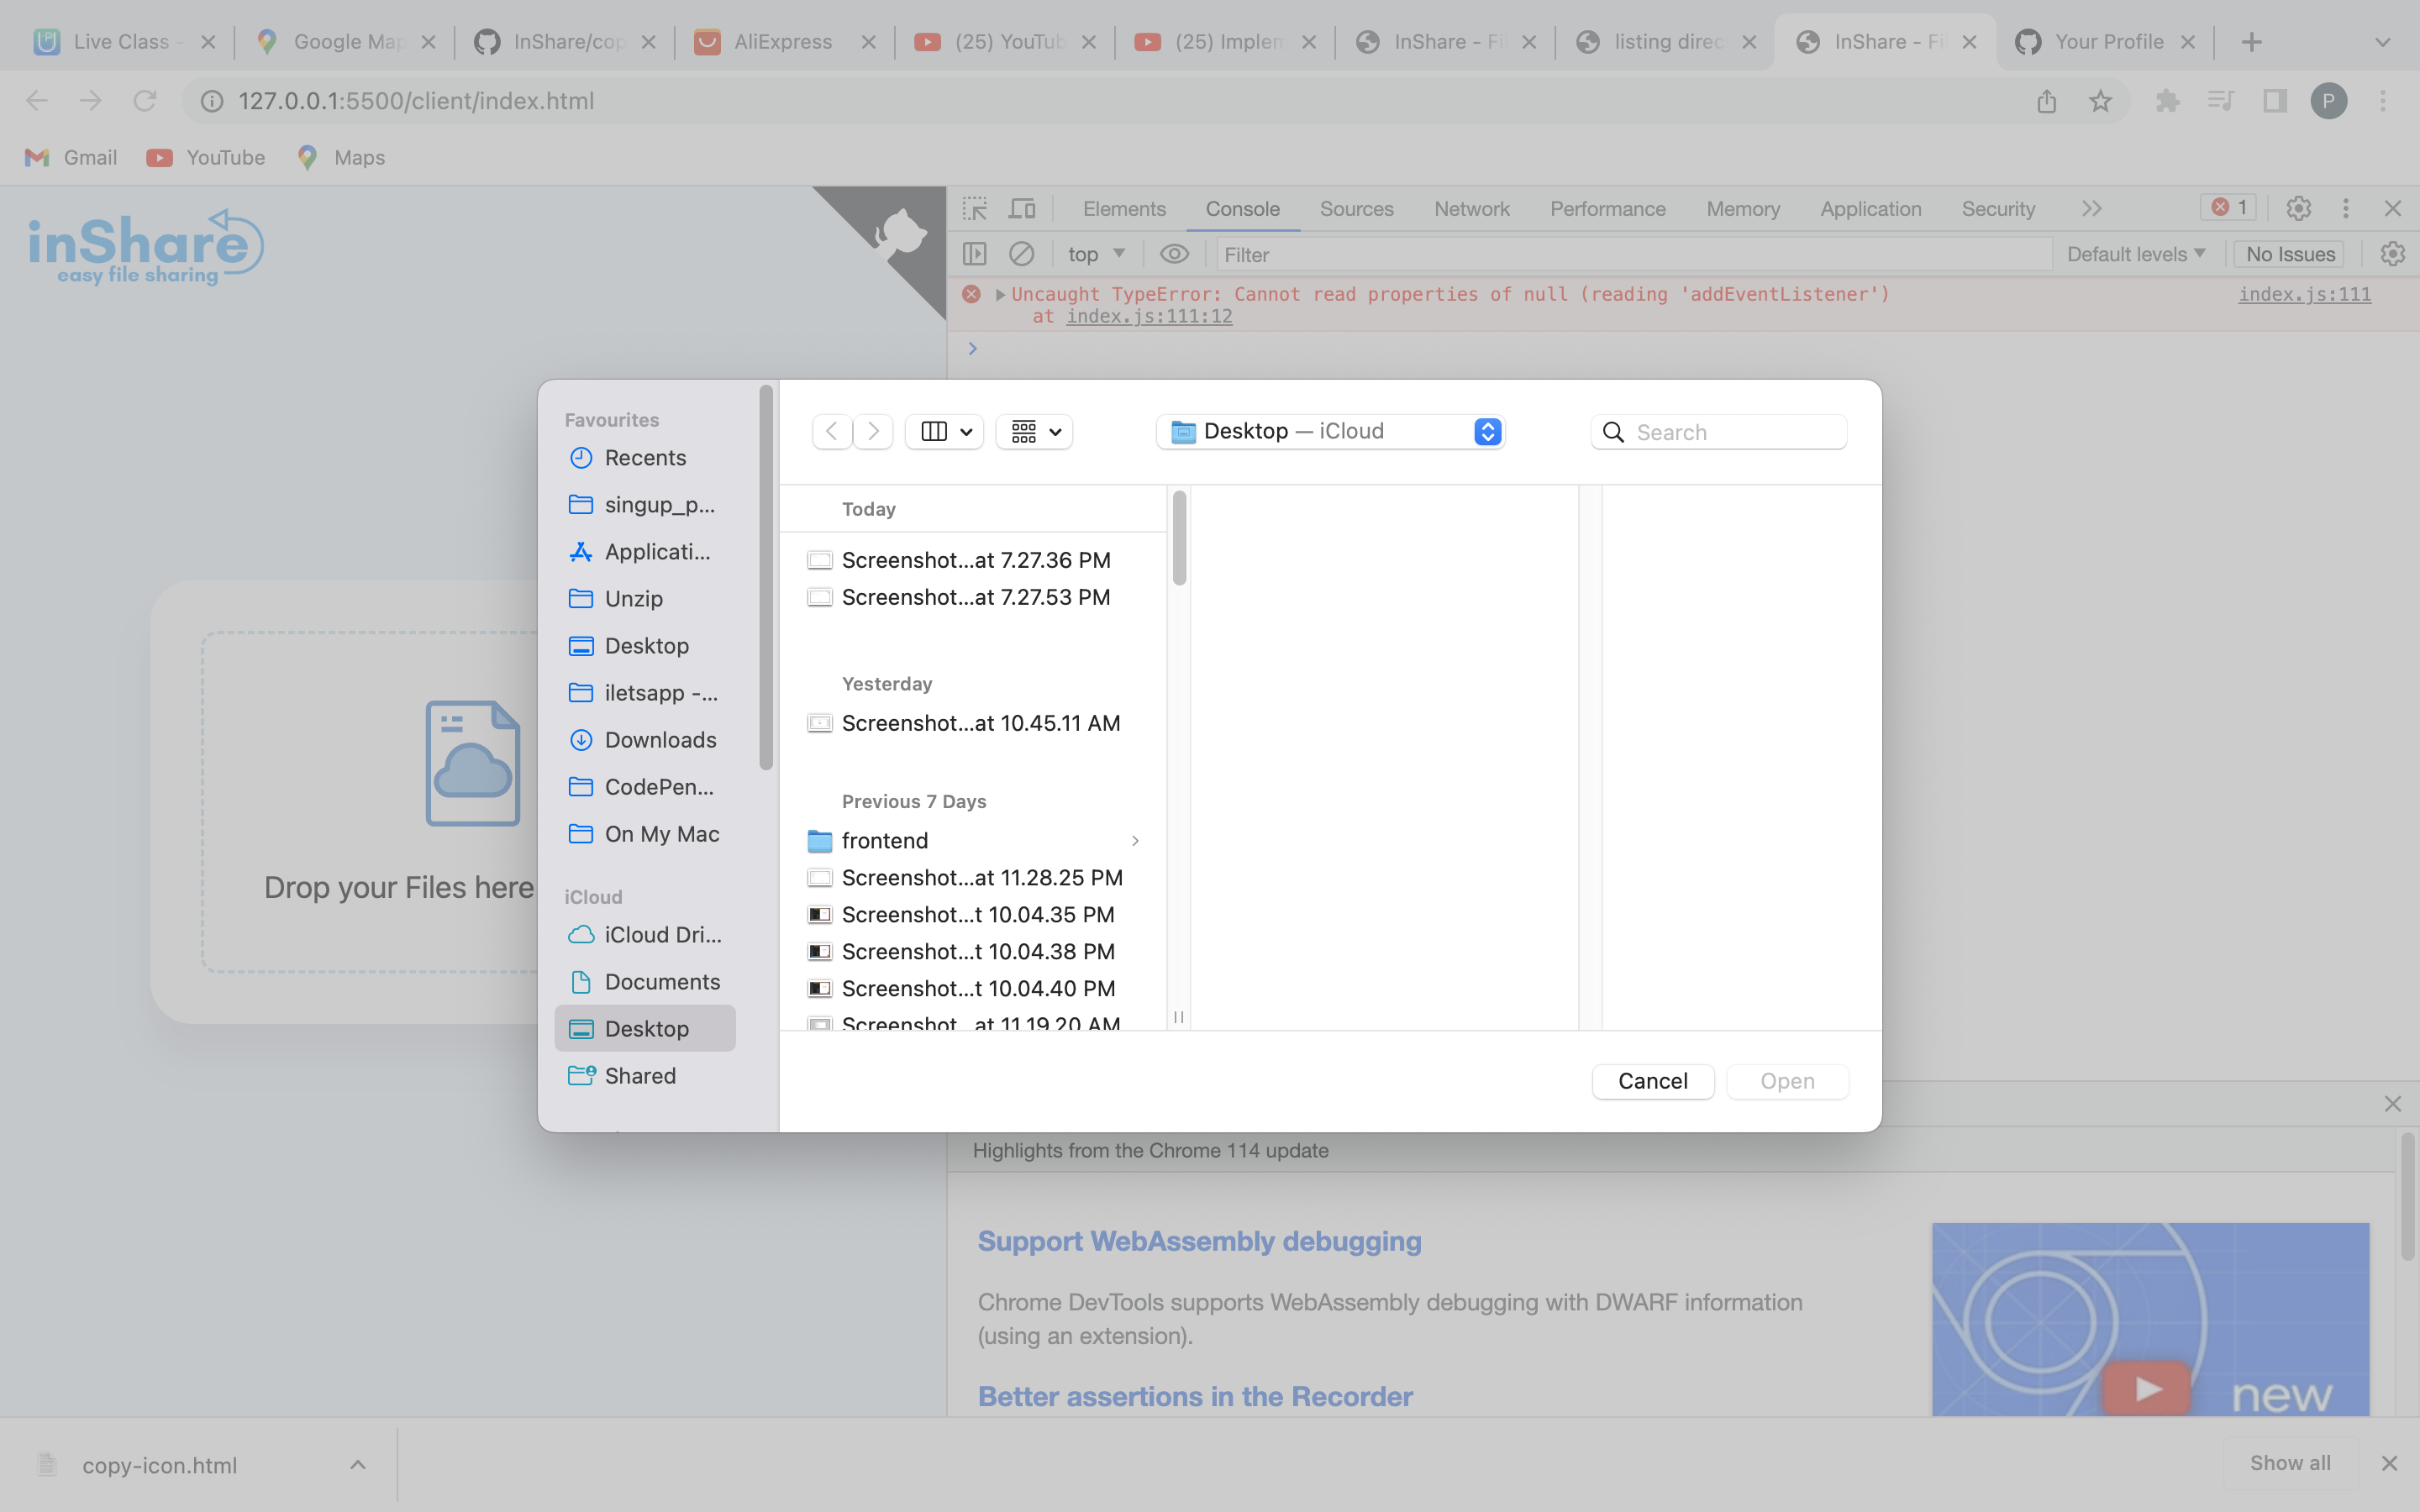 Live Class -
Google Map
InShare/cop
AliExpress
(25) YouTub
(25) Implem
InShare - Fi
listing direc
InShare - Fi
Your Profile
127.0.0.1:5500/client/index.html
P
Gmail
YouTube
Maps
inShare
easy file sharing
Drop your Files here
Elements
Console
Sources
Network
Performance
Memory
Application
Security
1
top
Filter
Default levels
No Issues
Uncaught TypeError: Cannot read properties of null (reading 'addEventListener')
index.js:111
at index.js:111:12
Favourites
Recents
singup_p...
Applicati...
Unzip
Desktop
iletsapp -...
Downloads
CodePen...
On My Mac
iCloud
iCloud Dri...
Documents
Desktop
Shared
Desktop — iCloud
Search
Today
Screenshot...at 7.27.36 PM
Screenshot...at 7.27.53 PM
Yesterday
Screenshot...at 10.45.11 AM
Previous 7 Days
frontend
Screenshot...at 11.28.25 PM
Screenshot...t 10.04.35 PM
Screenshot...t 10.04.38 PM
Screenshot...t 10.04.40 PM
Screenshot...at 11.19.20 AM
Cancel
Open
Highlights from the Chrome 114 update
Support WebAssembly debugging
Chrome DevTools supports WebAssembly debugging with DWARF information
(using an extension).
Better assertions in the Recorder
new
copy-icon.html
Show all